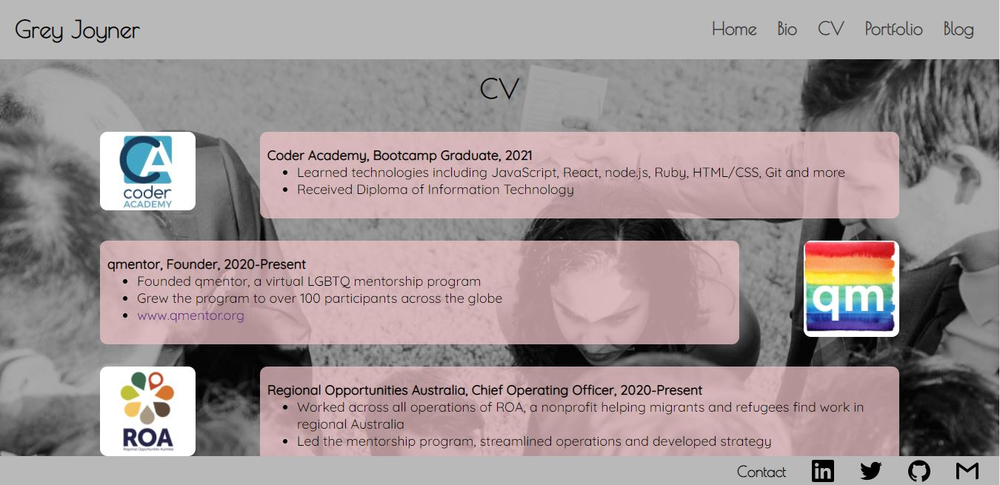 Grey Joyner
Home Bio CV Portfolio Blog
CV
coder
ACADEMY
Coder Academy, Bootcamp Graduate, 2021
Learned technologies including JavaScript, React, node.js, Ruby, HTML/CSS, Git and more
Received Diploma of Information Technology
qmentor, Founder, 2020-Present
Founded qmentor, a virtual LGBTQ mentorship program
Grew the program to over 100 participants across the globe
www.qmentor.org
qm
ROA
Regional Opportunities Australia
Regional Opportunities Australia, Chief Operating Officer, 2020-Present
Worked across all operations of ROA, a nonprofit helping migrants and refugees find work in
regional Australia
Led the mentorship program, streamlined operations and developed strategy
Contact in